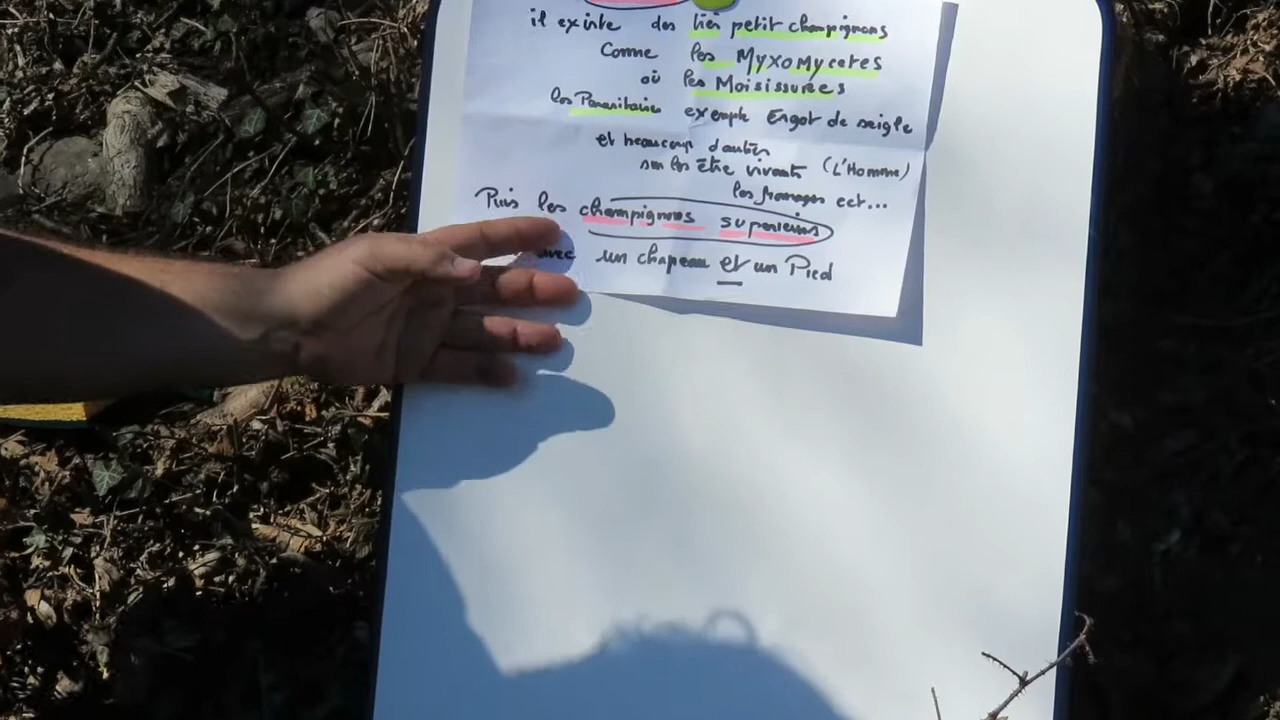 il existe des très petit champignons
Comme les Myxomycetes
où les Moisissures
les Parasitaires exemple Ergot de seigle
et beaucoup d'autres
sur les être vivants (L'Homme)
les fromages ect...
Puis les champignons superieurs
avec un chapeau et un Pied